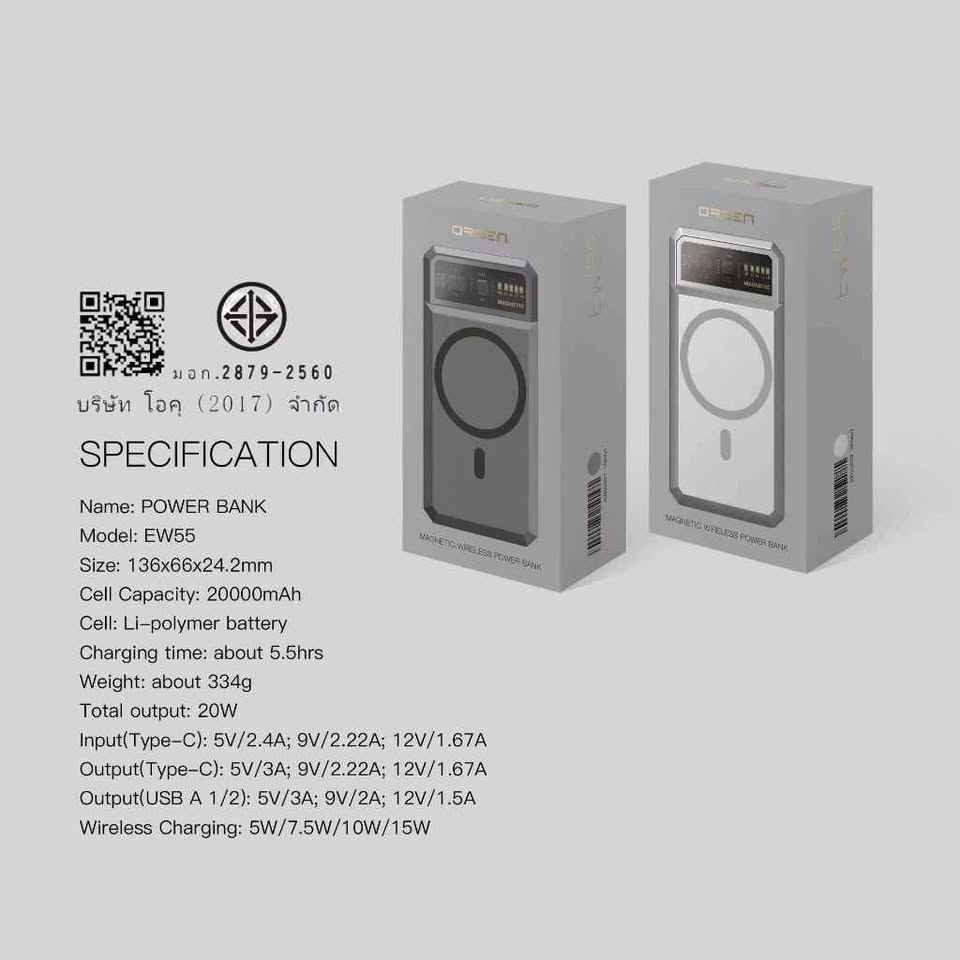 มอก.2879-2560
บริษัท โอคุ (2017) จำกัด
SPECIFICATION
Name: POWER BANK
Model: EW55
Size: 136x66x24.2mm
Cell Capacity: 20000mAh
Cell: Li-polymer battery
Charging time: about 5.5hrs
Weight: about 334g
Total output: 20W
Input(Type-C): 5V/2.4A; 9V/2.22A; 12V/1.67A
Output(Type-C): 5V/3A; 9V/2.22A; 12V/1.67A
Output(USB A 1/2): 5V/3A; 9V/2A; 12V/1.5A
Wireless Charging: 5W/7.5W/10W/15W
ORSEN
MAGNETIC
MAGNETIC WIRELESS POWER BANK
EW55
ORSEN
MAGNETIC
MAGNETIC WIRELESS POWER BANK
EW55